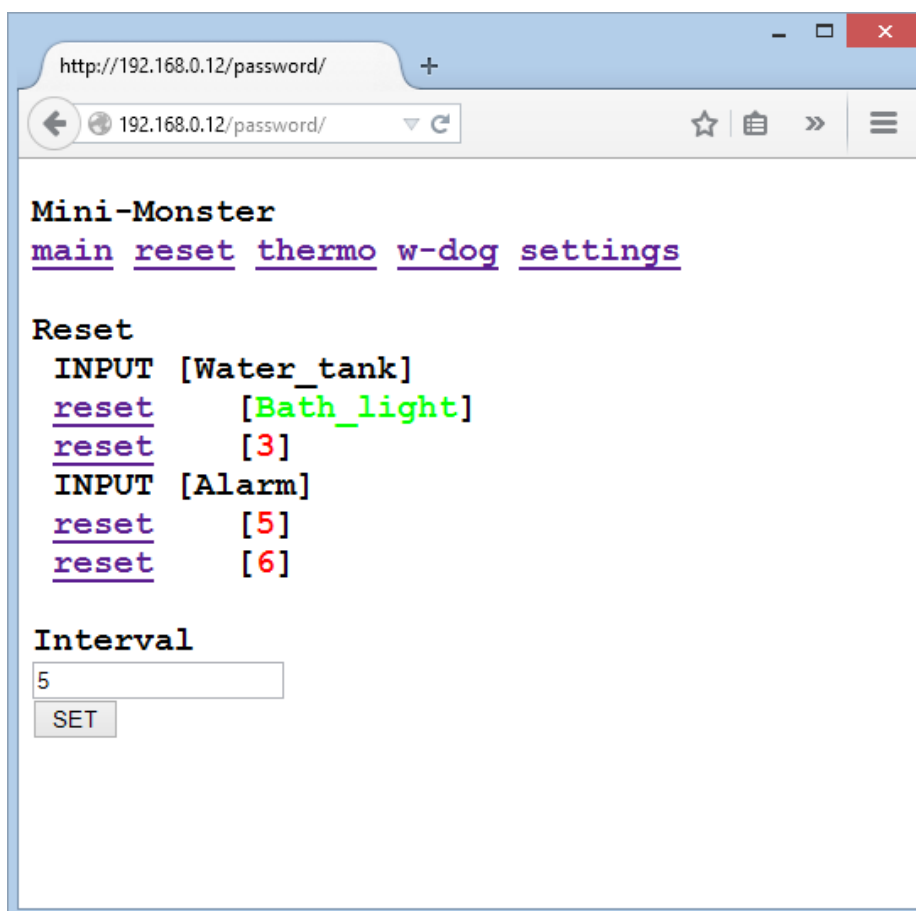 http://192.168.0.12/password/
192.168.0.12/password/
Mini-Monster
main reset thermo w-dog settings
Reset
INPUT [Water_tank]
reset [Bath_light]
reset [3]
INPUT [Alarm]
reset [5]
reset [6]
Interval
5
SET